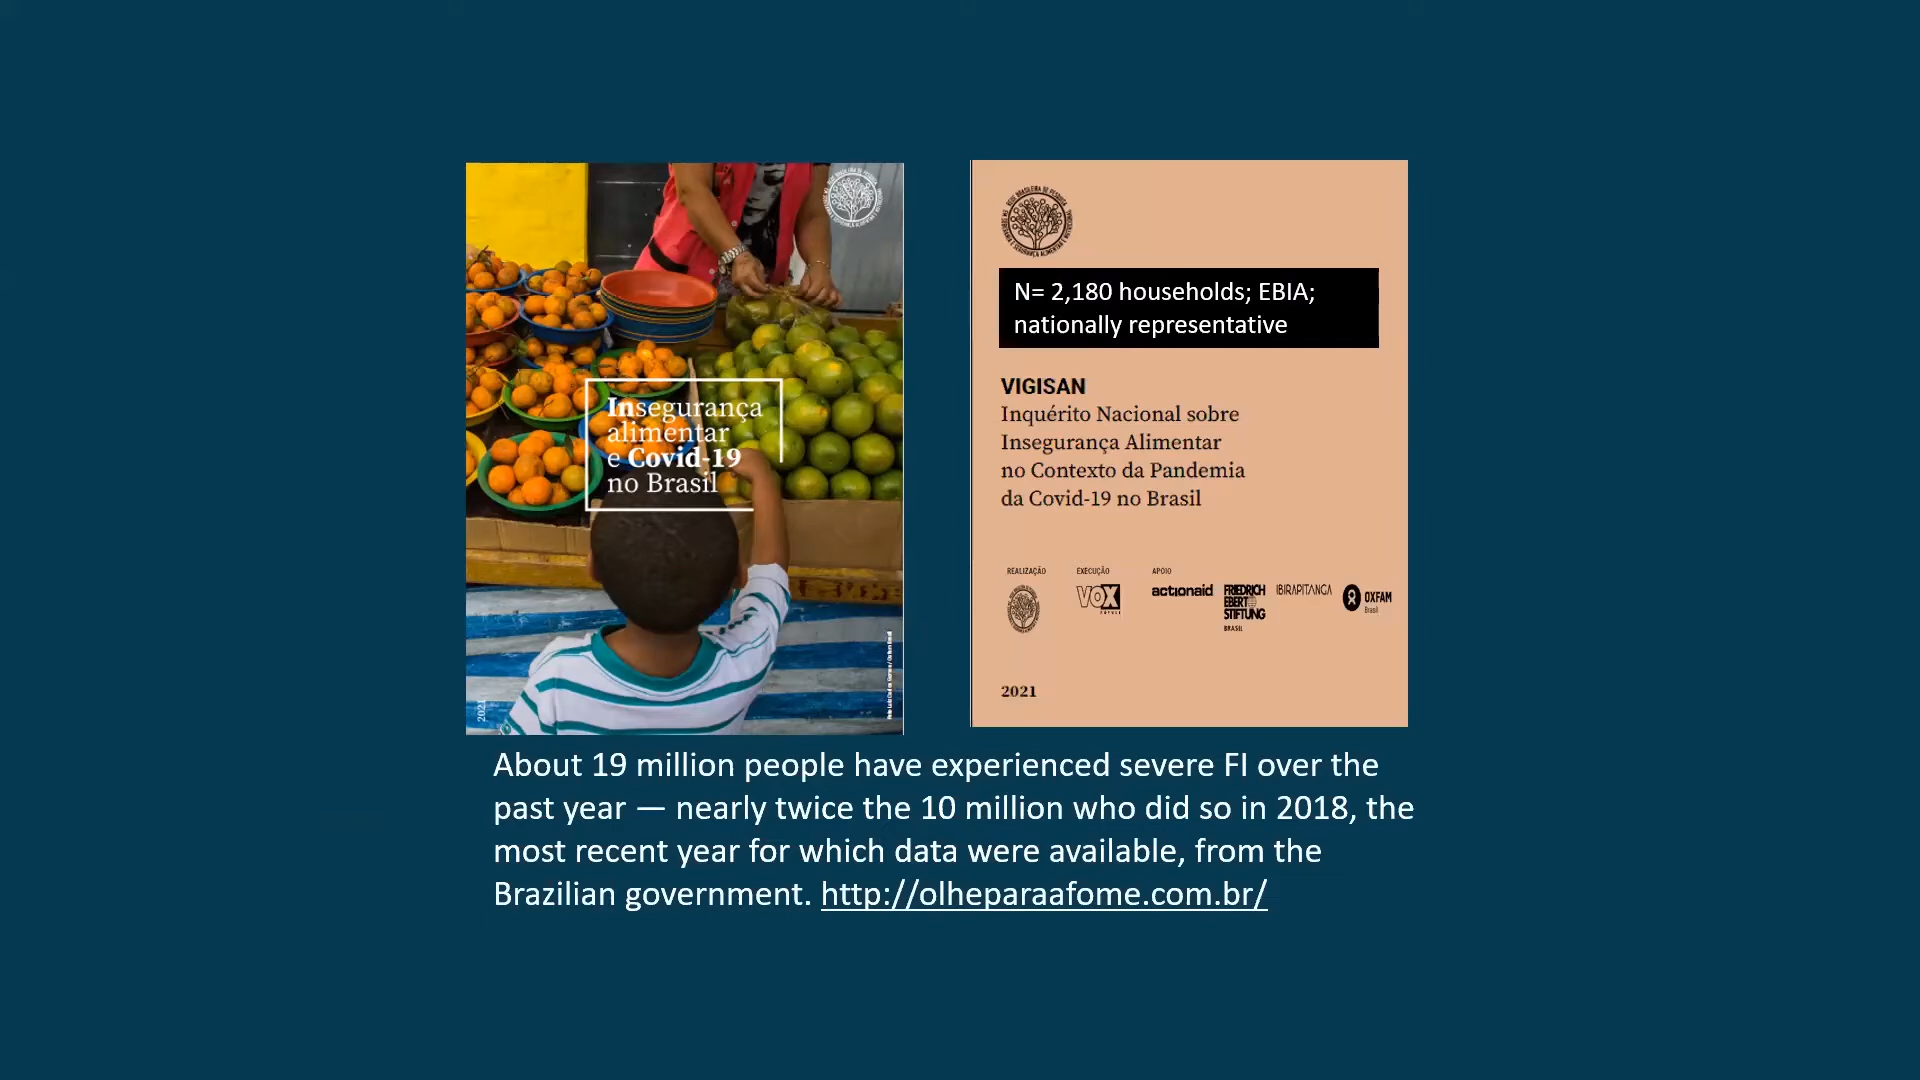 Insegurança
alimentar
e Covid-19
no Brasil
2021
N= 2,180 households; EBIA;
nationally representative
VIGISAN
Inquérito Nacional sobre
Insegurança Alimentar
no Contexto da Pandemia
da Covid-19 no Brasil
REALIZAÇÃO
EXECUÇÃO
VOX
APOIO
actionaid
FRIEDRICH
EBERT
STIFTUNG
BRASIL
IBIRAPITANGA
OXFAM
Brasil
2021
About 19 million people have experienced severe FI over the
past year — nearly twice the 10 million who did so in 2018, the
most recent year for which data were available, from the
Brazilian government. http://olheparaafome.com.br/